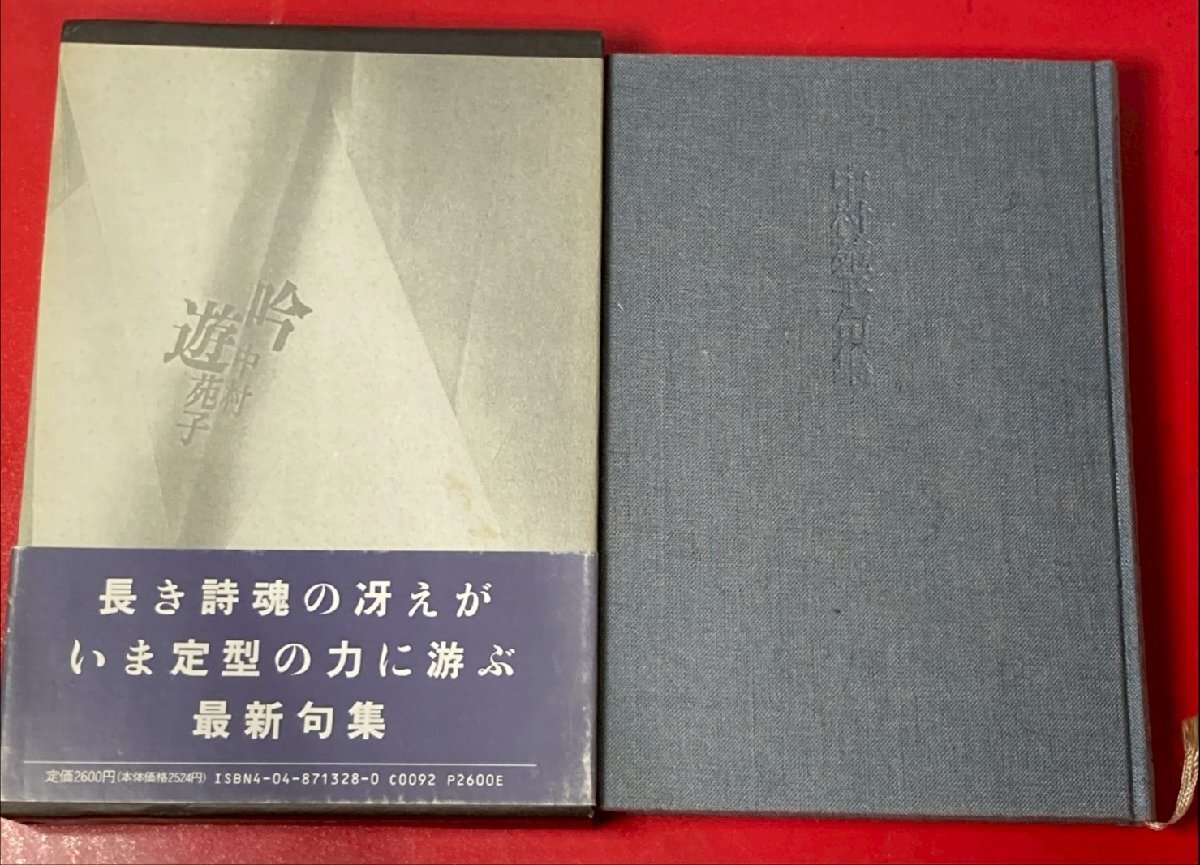 吟遊
中村苑子
長き詩魂の冴えが
いま定型の力に游ぶ
最新句集
定価2600円(本体価格2524円) ISBN4-04-871328-0 C0092 P2600E